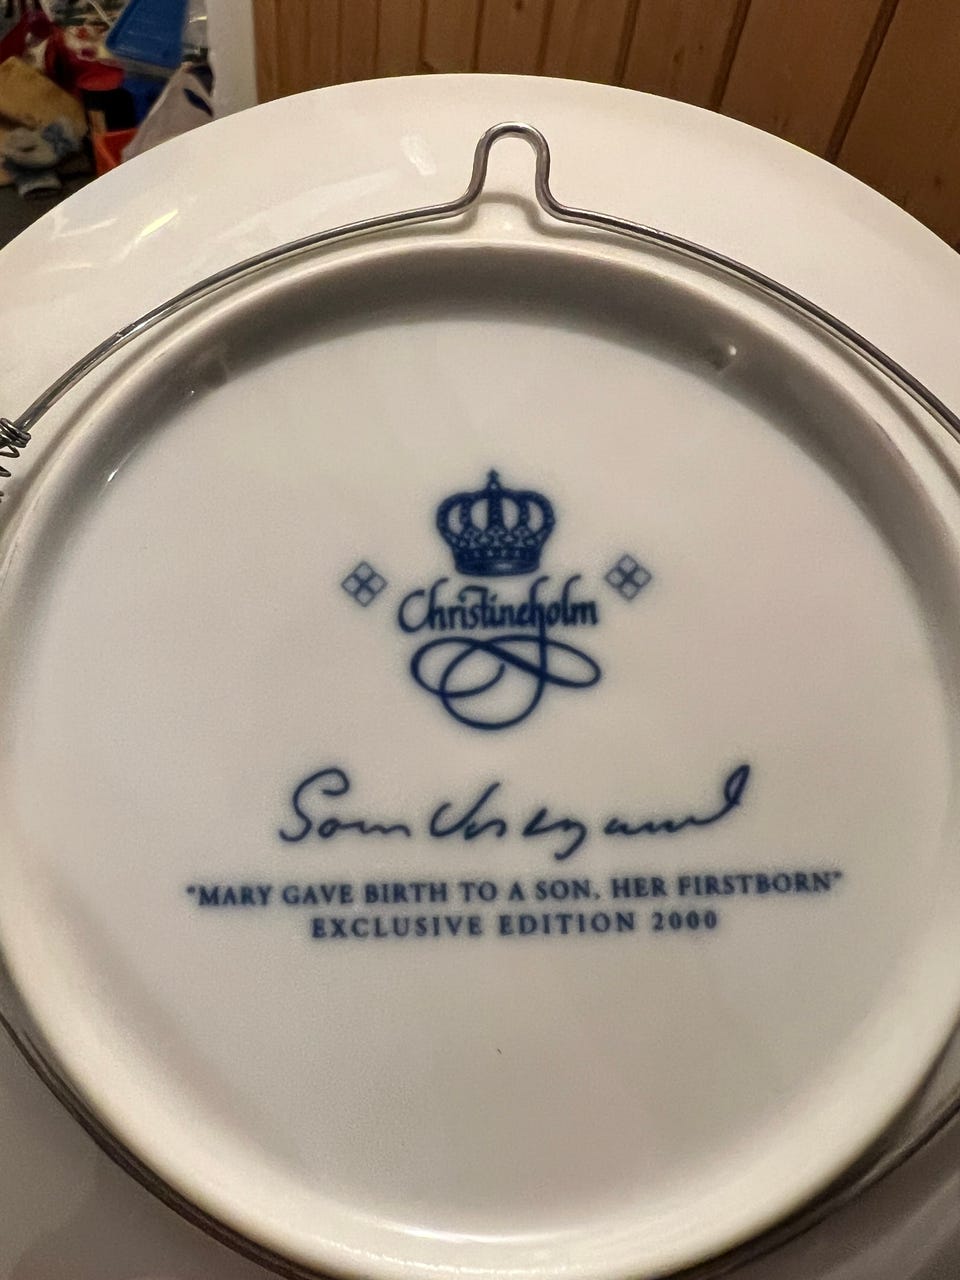 Christineholm
"MARY GAVE BIRTH TO A SON, HER FIRSTBORN"
EXCLUSIVE EDITION 2000